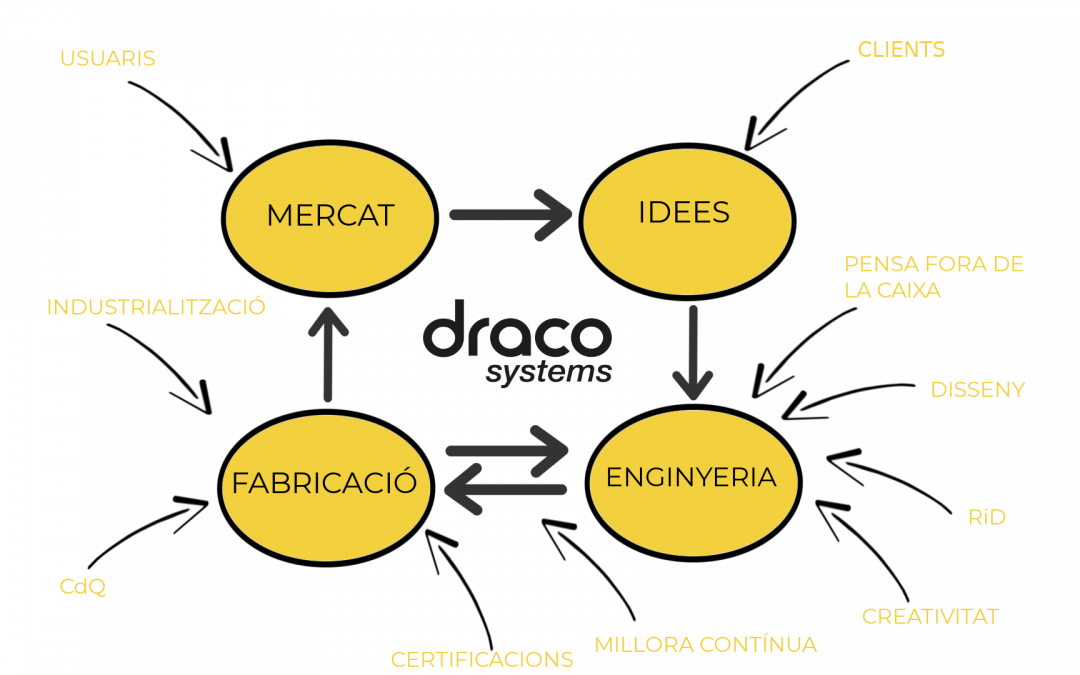 USUARIS
CLIENTS
MERCAT
IDEES
PENSA FORA DE
LA CAIXA
INDUSTRIALITZACIÓ
draco
systems
DISSENY
FABRICACIÓ
ENGINYERIA
RiD
CdQ
CREATIVITAT
MILLORA CONTÍNUA
CERTIFICACIONS